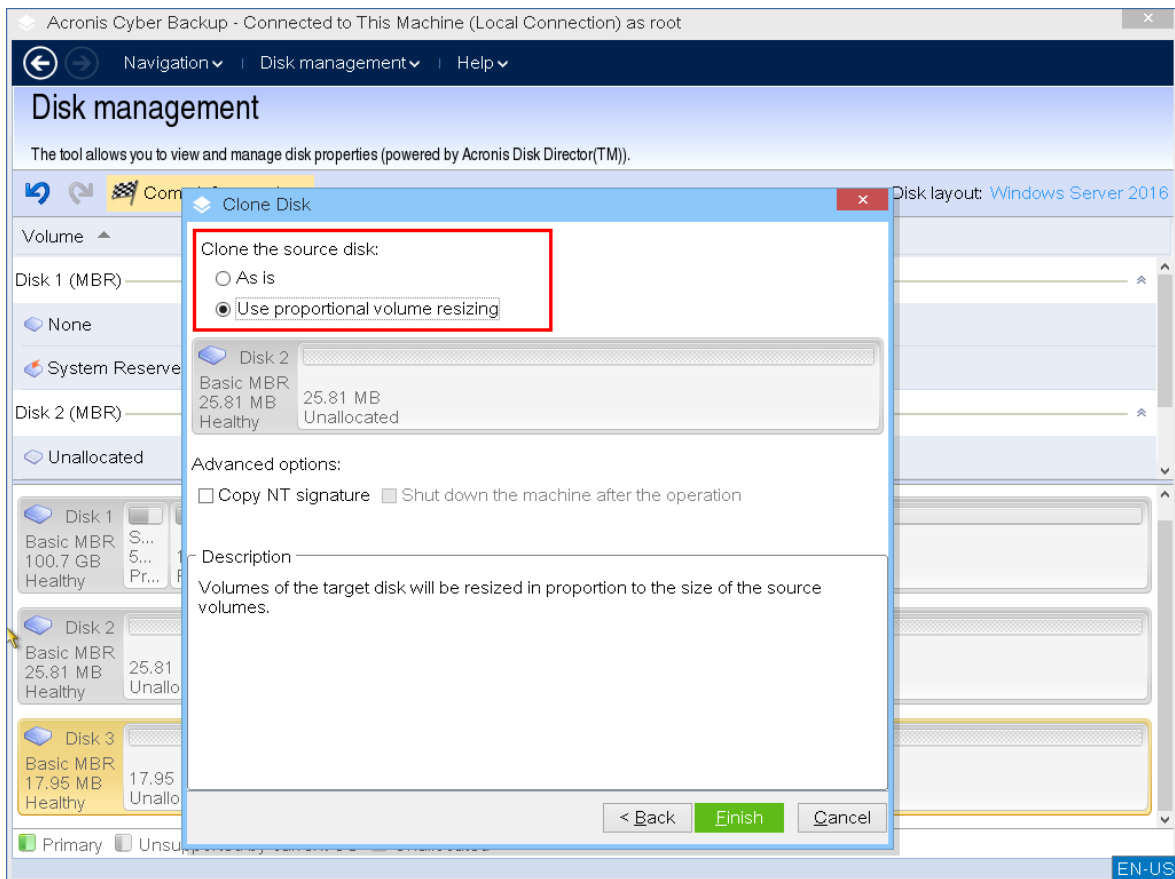 Acronis Cyber Backup - Connected to This Machine (Local Connection) as root
Navigation Disk management Help
Disk management
The tool allows you to view and manage disk properties (powered by Acronis Disk Director(TM)).
Disk layout: Windows Server 2016
Clone Disk
Volume
Clone the source disk:
As is
Use proportional volume resizing
Disk 1 (MBR)
None
System Reserve
Disk 2 (MBR)
Unallocated
Disk 2
Basic MBR
25.81 MB
Healthy
25.81 MB
Unallocated
Advanced options:
Copy NT signature Shut down the machine after the operation
Description
Volumes of the target disk will be resized in proportion to the size of the source
volumes.
Disk 1
Basic MBR
100.7 GB
Healthy
S...
5...
Pr...
Disk 2
Basic MBR
25.81 MB
Healthy
25.81
Unallo
Disk 3
Basic MBR
17.95 MB
Healthy
17.95
Unallo
< Back Finish Cancel
Primary
EN-US